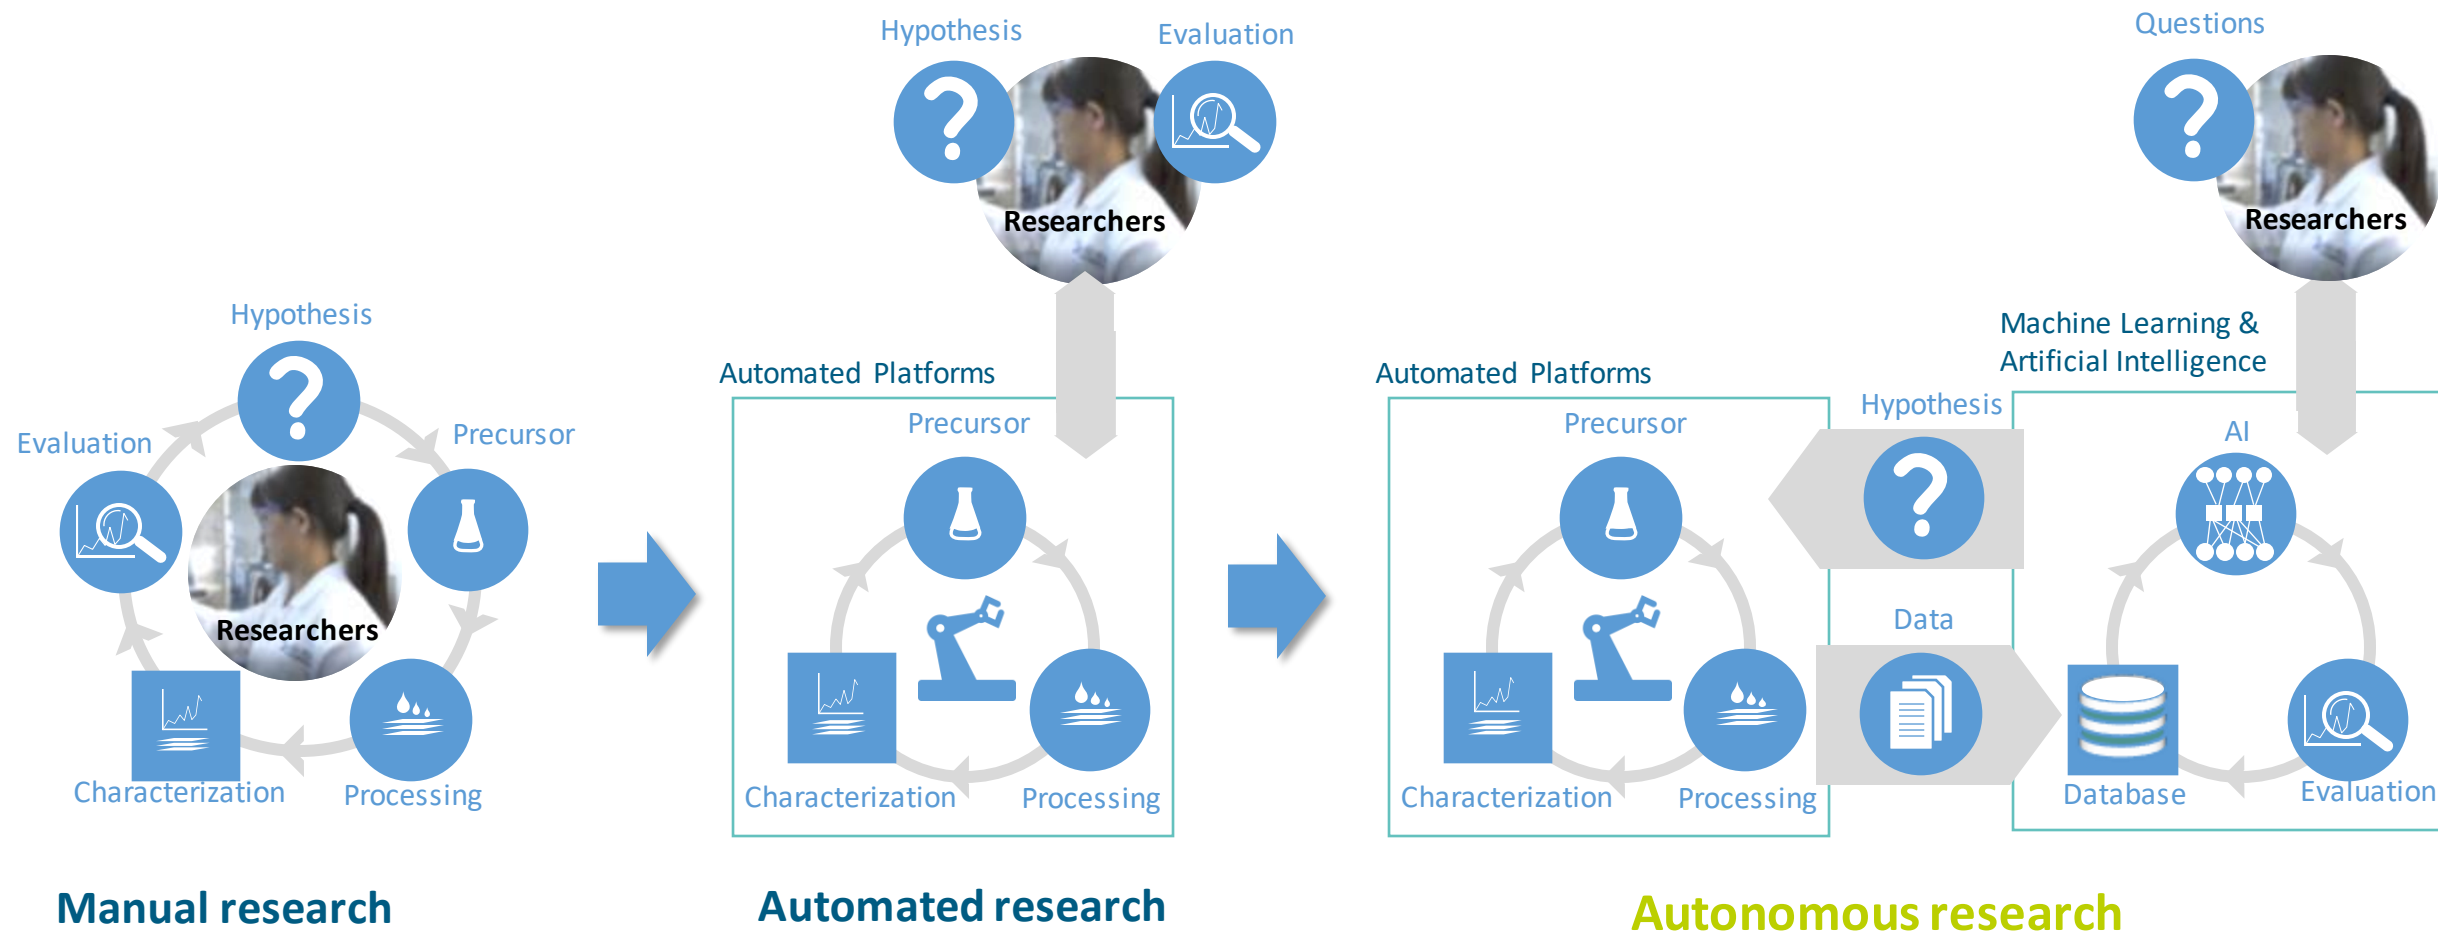 Hypothesis
Evaluation
Precursor
Researchers
Characterization
Processing
Manual research
Hypothesis
Evaluation
Researchers
Automated Platforms
Precursor
Characterization
Processing
Automated research
Questions
Researchers
Automated Platforms
Precursor
Characterization
Processing
Hypothesis
Data
Machine Learning &
Artificial Intelligence
AI
Database
Evaluation
Autonomous research